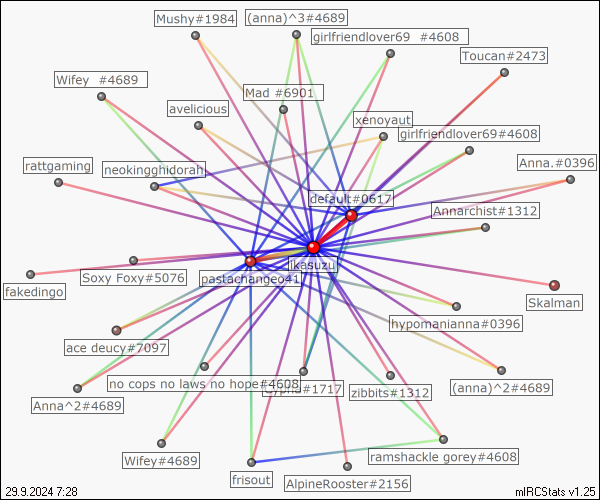 Mushy#1984
(anna)^3#4689
girlfriendlover69 #4608
Toucan#2473
Wifey #4689
Mad #6901
avelicious
xenoyaut
girlfriendlover69#4608
rattgaming
neokingghidorah
Anna.#0396
default#0617
Annarchist#1312
ikasuzu
Soxy Foxy#5076
pastachange041
fakedingo
Skalman
hypomanianna#0396
ace deucy#7097
no cops no laws no hope#4608
#1717
zibbits#1312
(anna)^2#4689
Anna^2#4689
Wifey#4689
ramshackle gorey#4608
frisout
AlpineRooster#2156
29.9.2024 7:28
mIRCStats v1.25